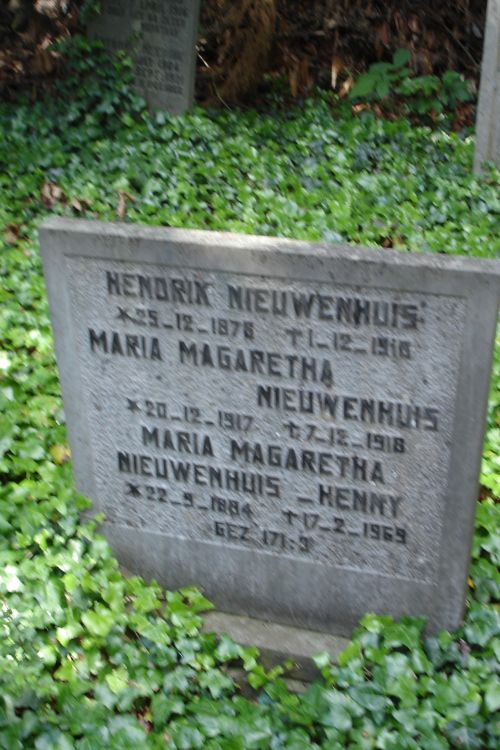 HENDRIK NIEUWENHUIS
*25-12-1878 †1-12-1918
MARIA MAGARETHA
NIEUWENHUIS
*20-12-1917 †7-12-1918
MARIA MAGARETHA
NIEUWENHUIS-HENNY
*22-9-1884 †17-2-1969
GEZ 171:9